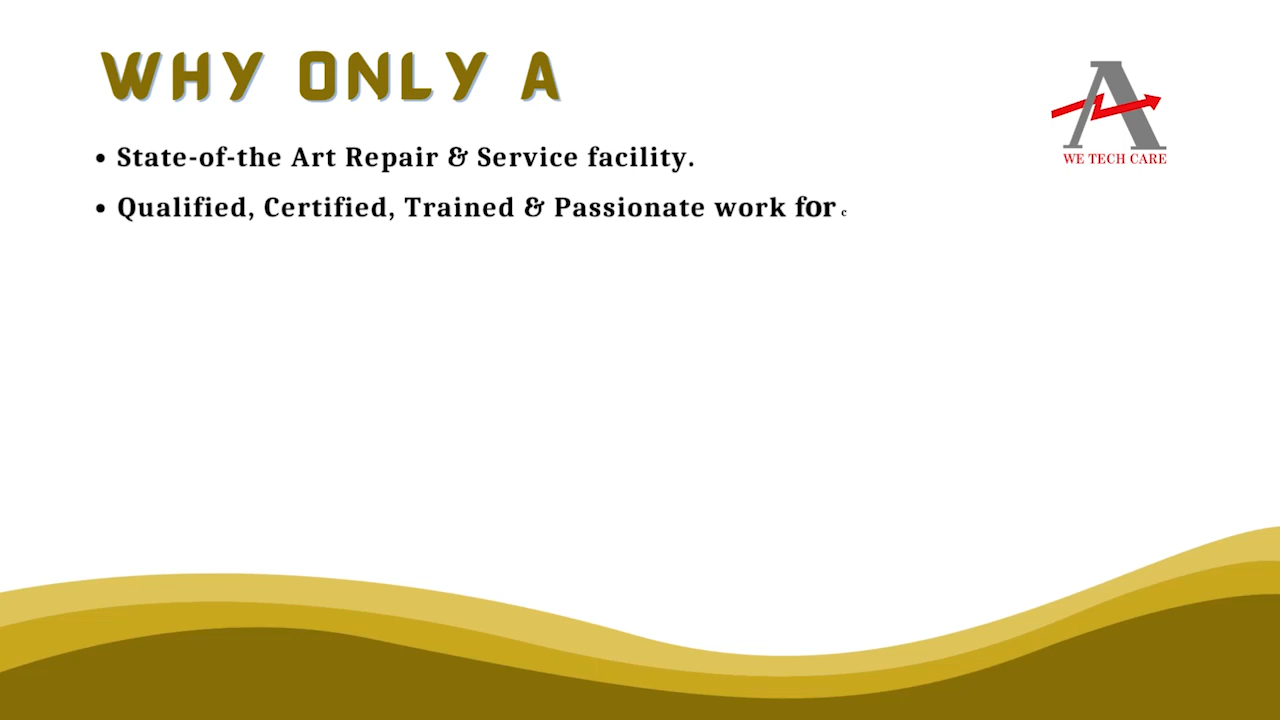 WHY ONLY A
• State-of-the Art Repair & Service facility.
• Qualified, Certified, Trained & Passionate work for c
A
WE TECH CARE